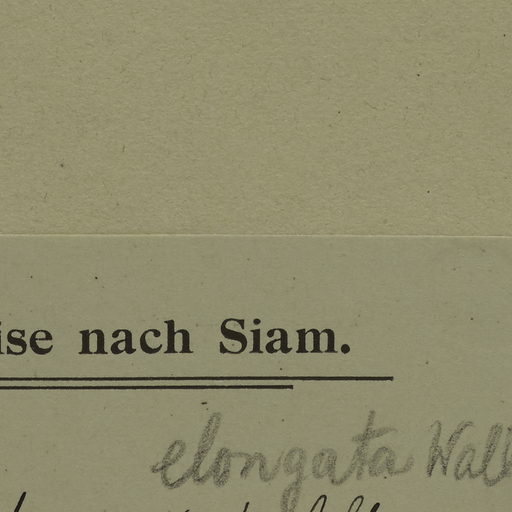 ise nach Siam.
elongata Wall